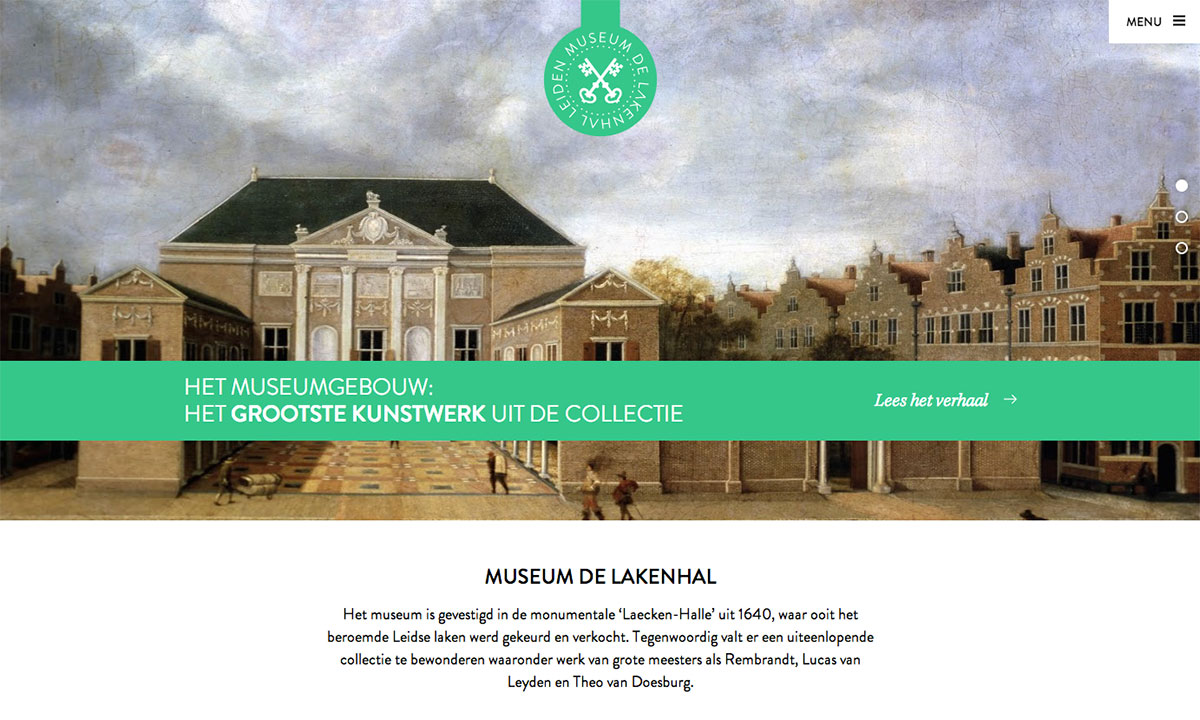 MENU
LEIDEN MUSEUM DE LAKENHAL
HET MUSEUMGEBOUW:
HET GROOTSTE KUNSTWERK UIT DE COLLECTIE
Lees het verhaal
MUSEUM DE LAKENHAL
Het museum is gevestigd in de monumentale ‘Laecken-Halle’ uit 1640, waar ooit het
beroemde Leidse laken werd gekeurd en verkocht. Tegenwoordig valt er een uiteenlopende
collectie te bewonderen waaronder werk van grote meesters als Rembrandt, Lucas van
Leyden en Theo van Doesburg.